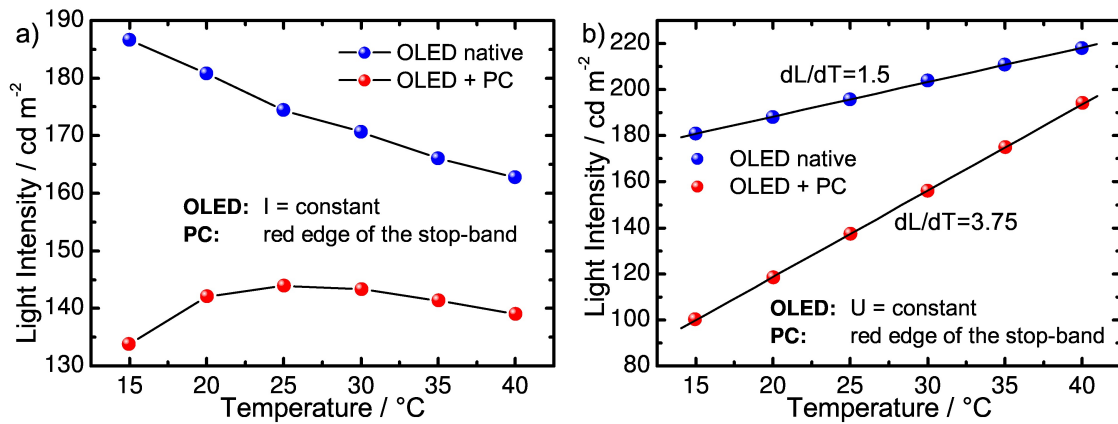 a)
190
180
170
160
150
140
130
Light Intensity / cd m-2
OLED native
OLED + PC
OLED: I = constant
PC: red edge of the stop-band
15 20 25 30 35 40
Temperature / °C
b)
220
200
180
160
140
120
100
80
Light Intensity / cd m-2
dL/dT=1.5
OLED native
OLED + PC
dL/dT=3.75
OLED: U = constant
PC: red edge of the stop-band
15 20 25 30 35 40
Temperature / °C